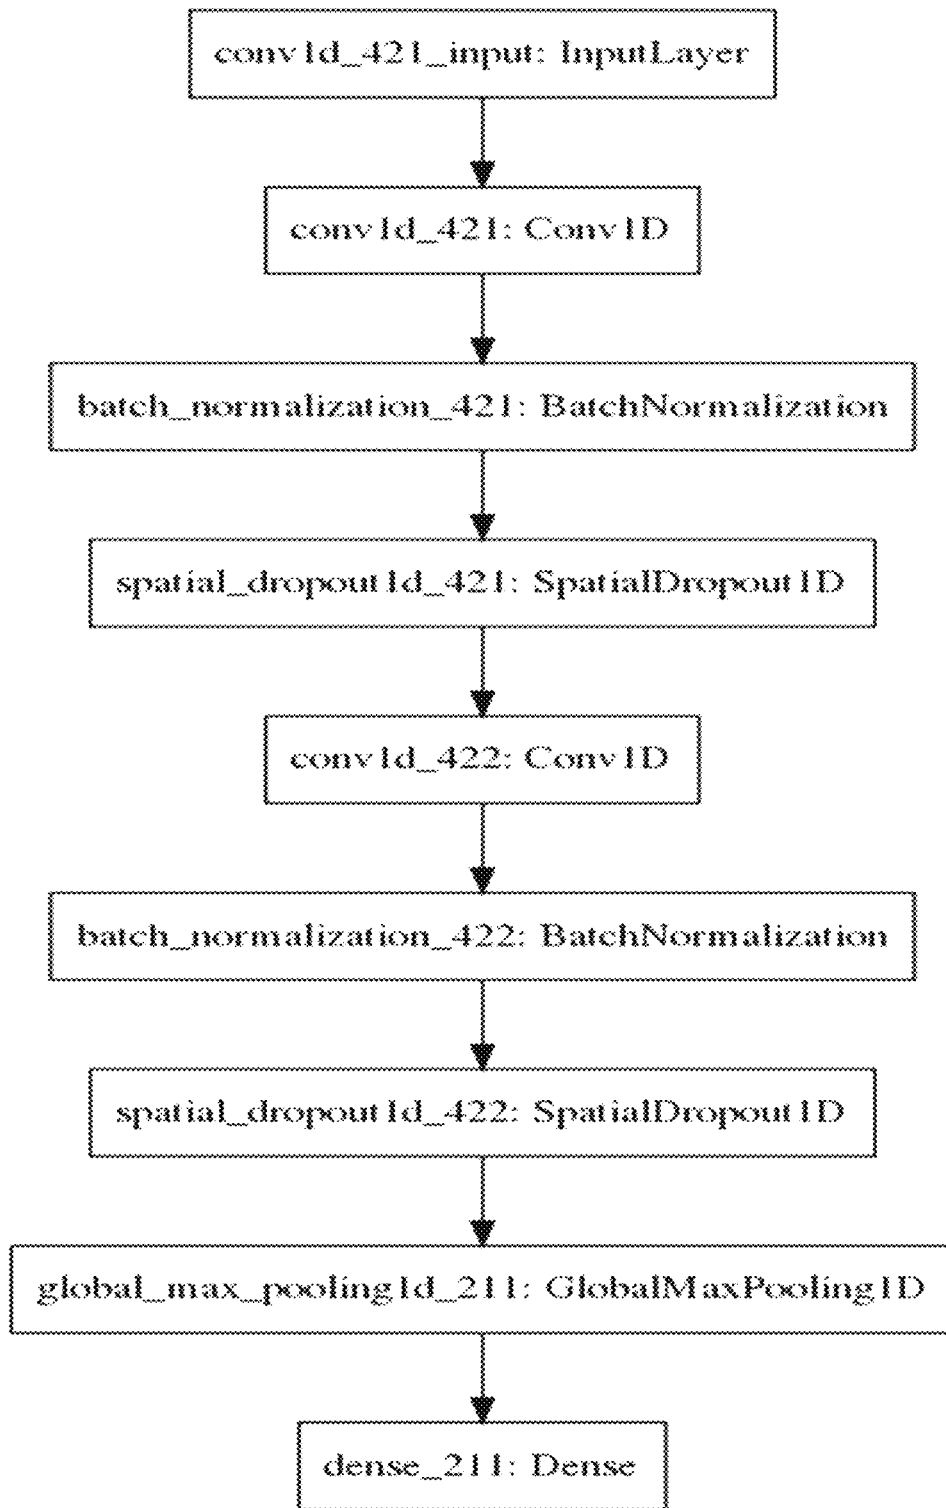 conv1d_421_input: InputLayer
conv1d_421: Conv1D
batch_normalization_421: BatchNormalization
spatial_dropout1d_421: SpatialDropout1D
conv1d_422: Conv1D
batch_normalization_422: BatchNormalization
spatial_dropout1d_422: SpatialDropout1D
global_max_pooling1d_211: GlobalMaxPooling1D
dense_211: Dense